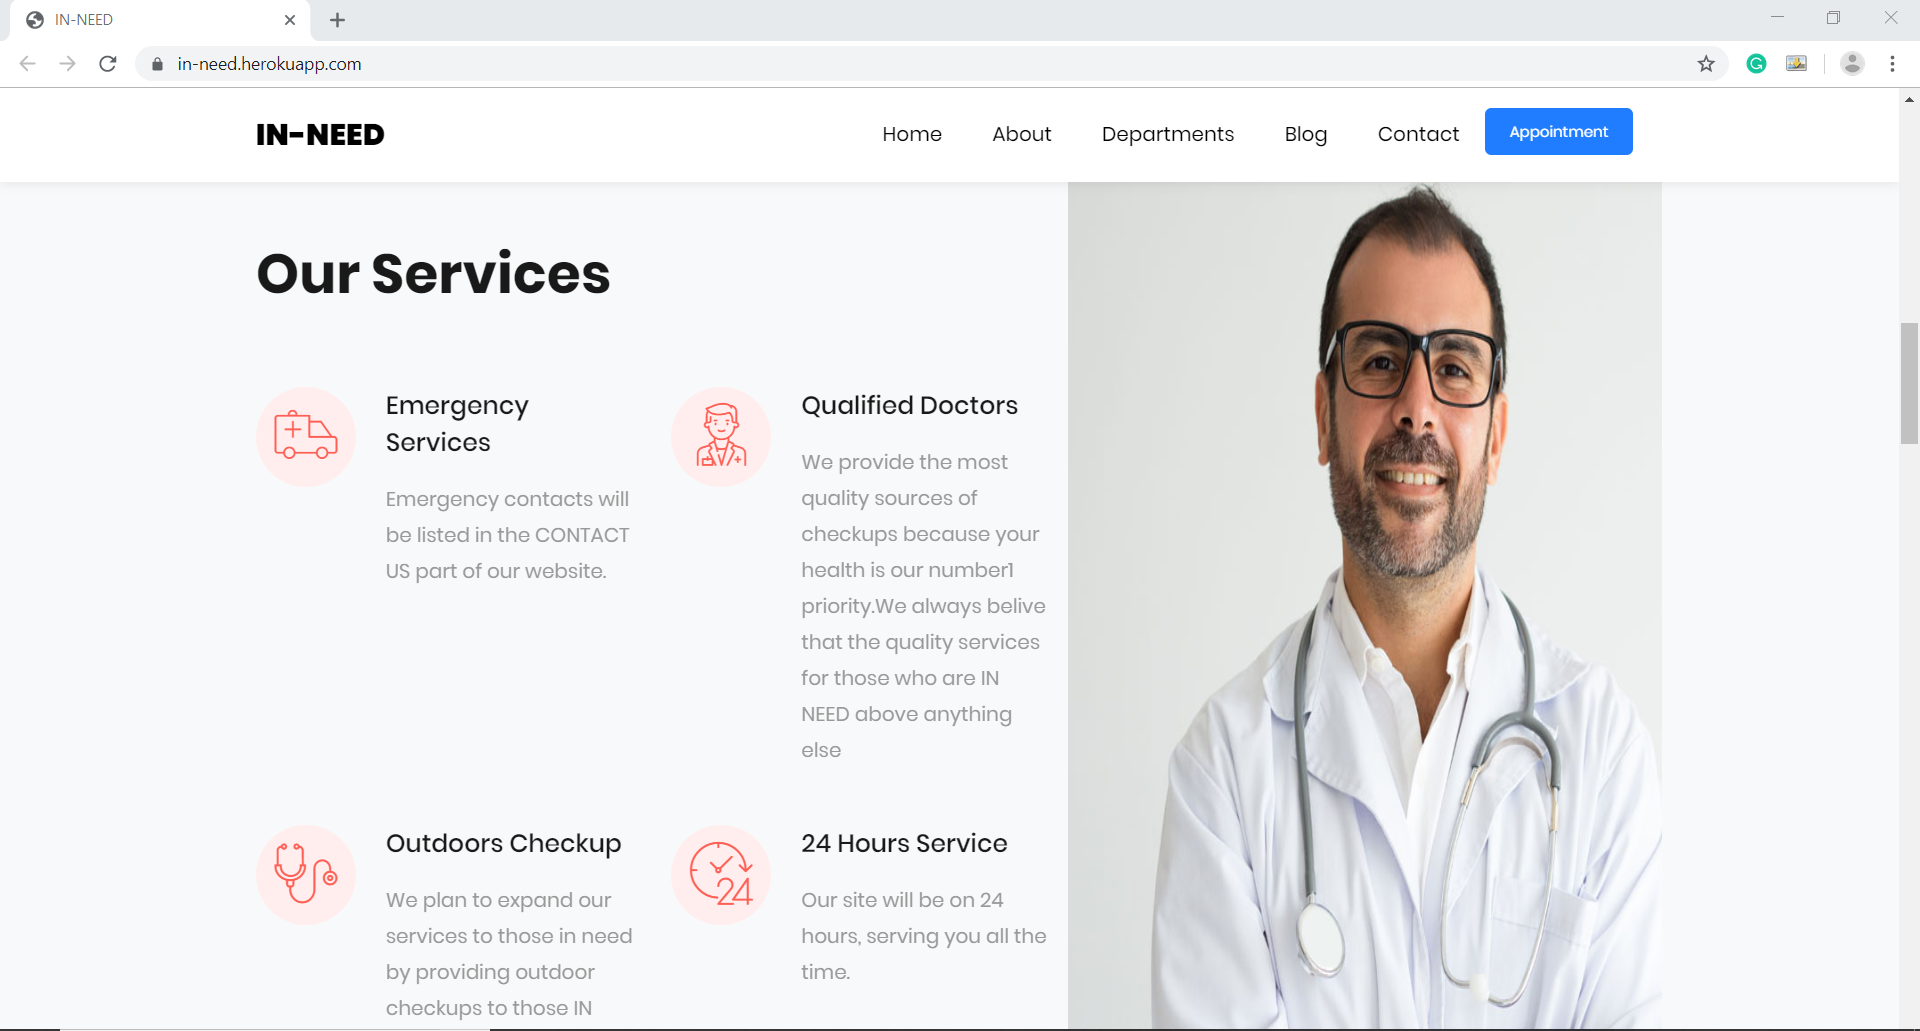 IN-NEED
in-need.herokuapp.com
IN-NEED
Home
About
Departments
Blog
Contact
Appointment
Our Services
Emergency
Services
Emergency contacts will
be listed in the CONTACT
US part of our website.
Qualified Doctors
We provide the most
quality sources of
checkups because your
health is our number1
priority.We always belive
that the quality services
for those who are IN
NEED above anything
else
Outdoors Checkup
We plan to expand our
services to those in need
by providing outdoor
checkups to those IN
24 Hours Service
24
Our site will be on 24
hours, serving you all the
time.